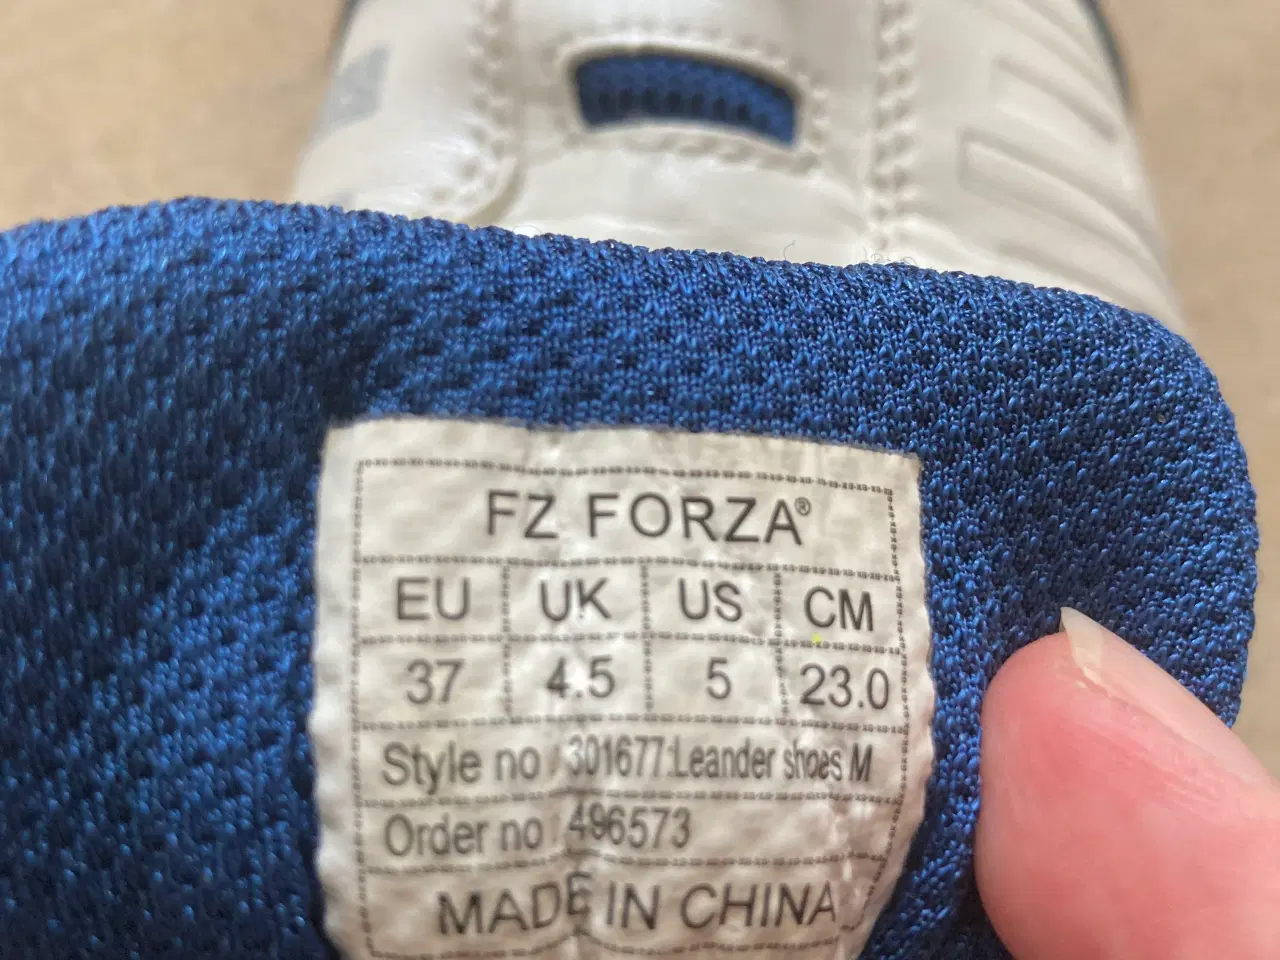 FZ FORZA®
EU UK US CM
37 4.5 5 23.0
Style no : 301677:Leander shoes M
Order no : 496573
MADE IN CHINA